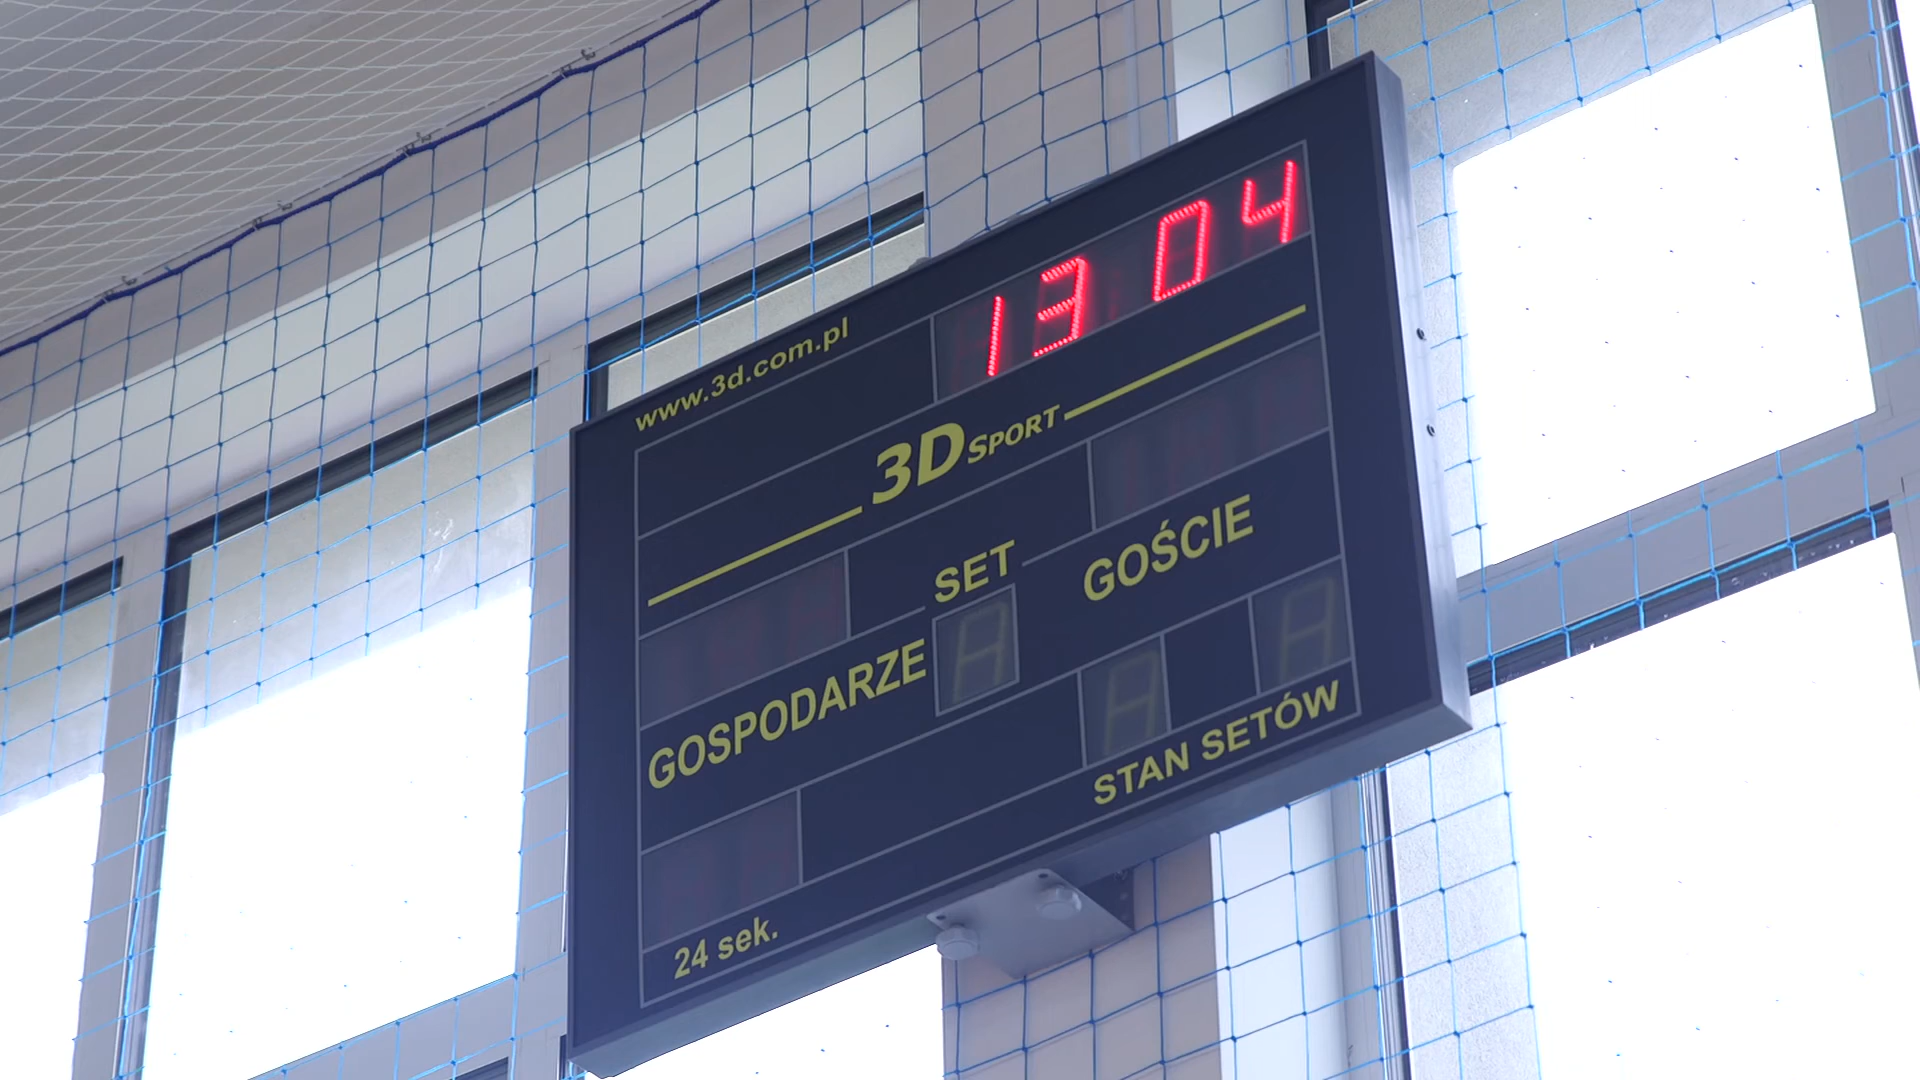 www.3d.com.pl
13 04
3D SPORT
SET
GOSPODARZE
GOŚCIE
STAN SETÓW
24 sek.